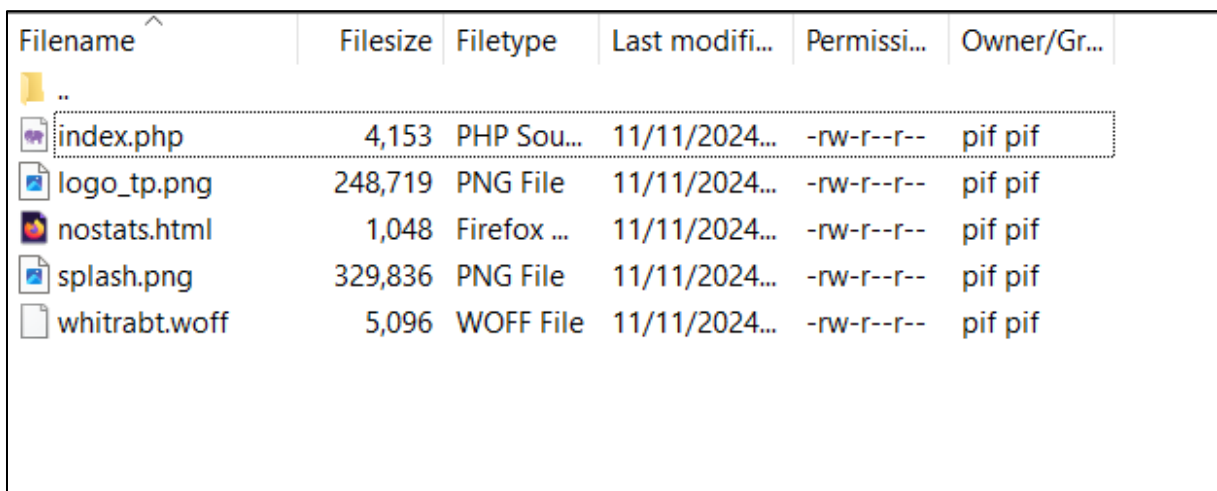 Filename Filesize Filetype Last modifi... Permissi... Owner/Gr...
..
index.php 4,153 PHP Sou... 11/11/2024... -rw-r--r-- pif pif
logo_tp.png 248,719 PNG File 11/11/2024... -rw-r--r-- pif pif
nostats.html 1,048 Firefox ... 11/11/2024... -rw-r--r-- pif pif
splash.png 329,836 PNG File 11/11/2024... -rw-r--r-- pif pif
whitrabt.woff 5,096 WOFF File 11/11/2024... -rw-r--r-- pif pif